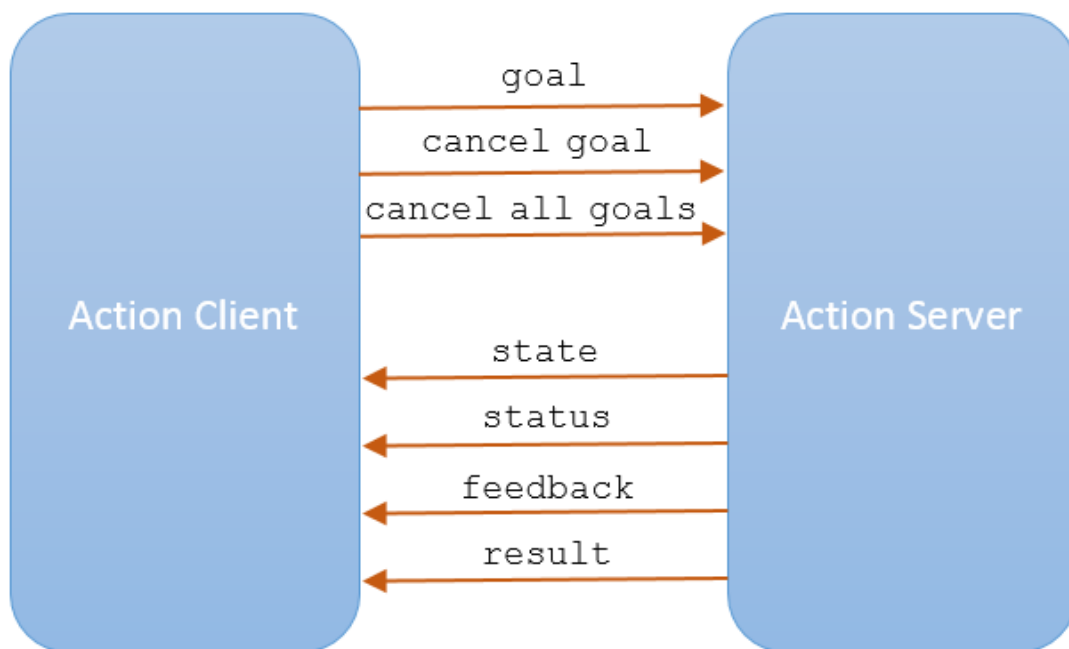 goal
cancel goal
cancel all goals
Action Client
Action Server
state
status
feedback
result